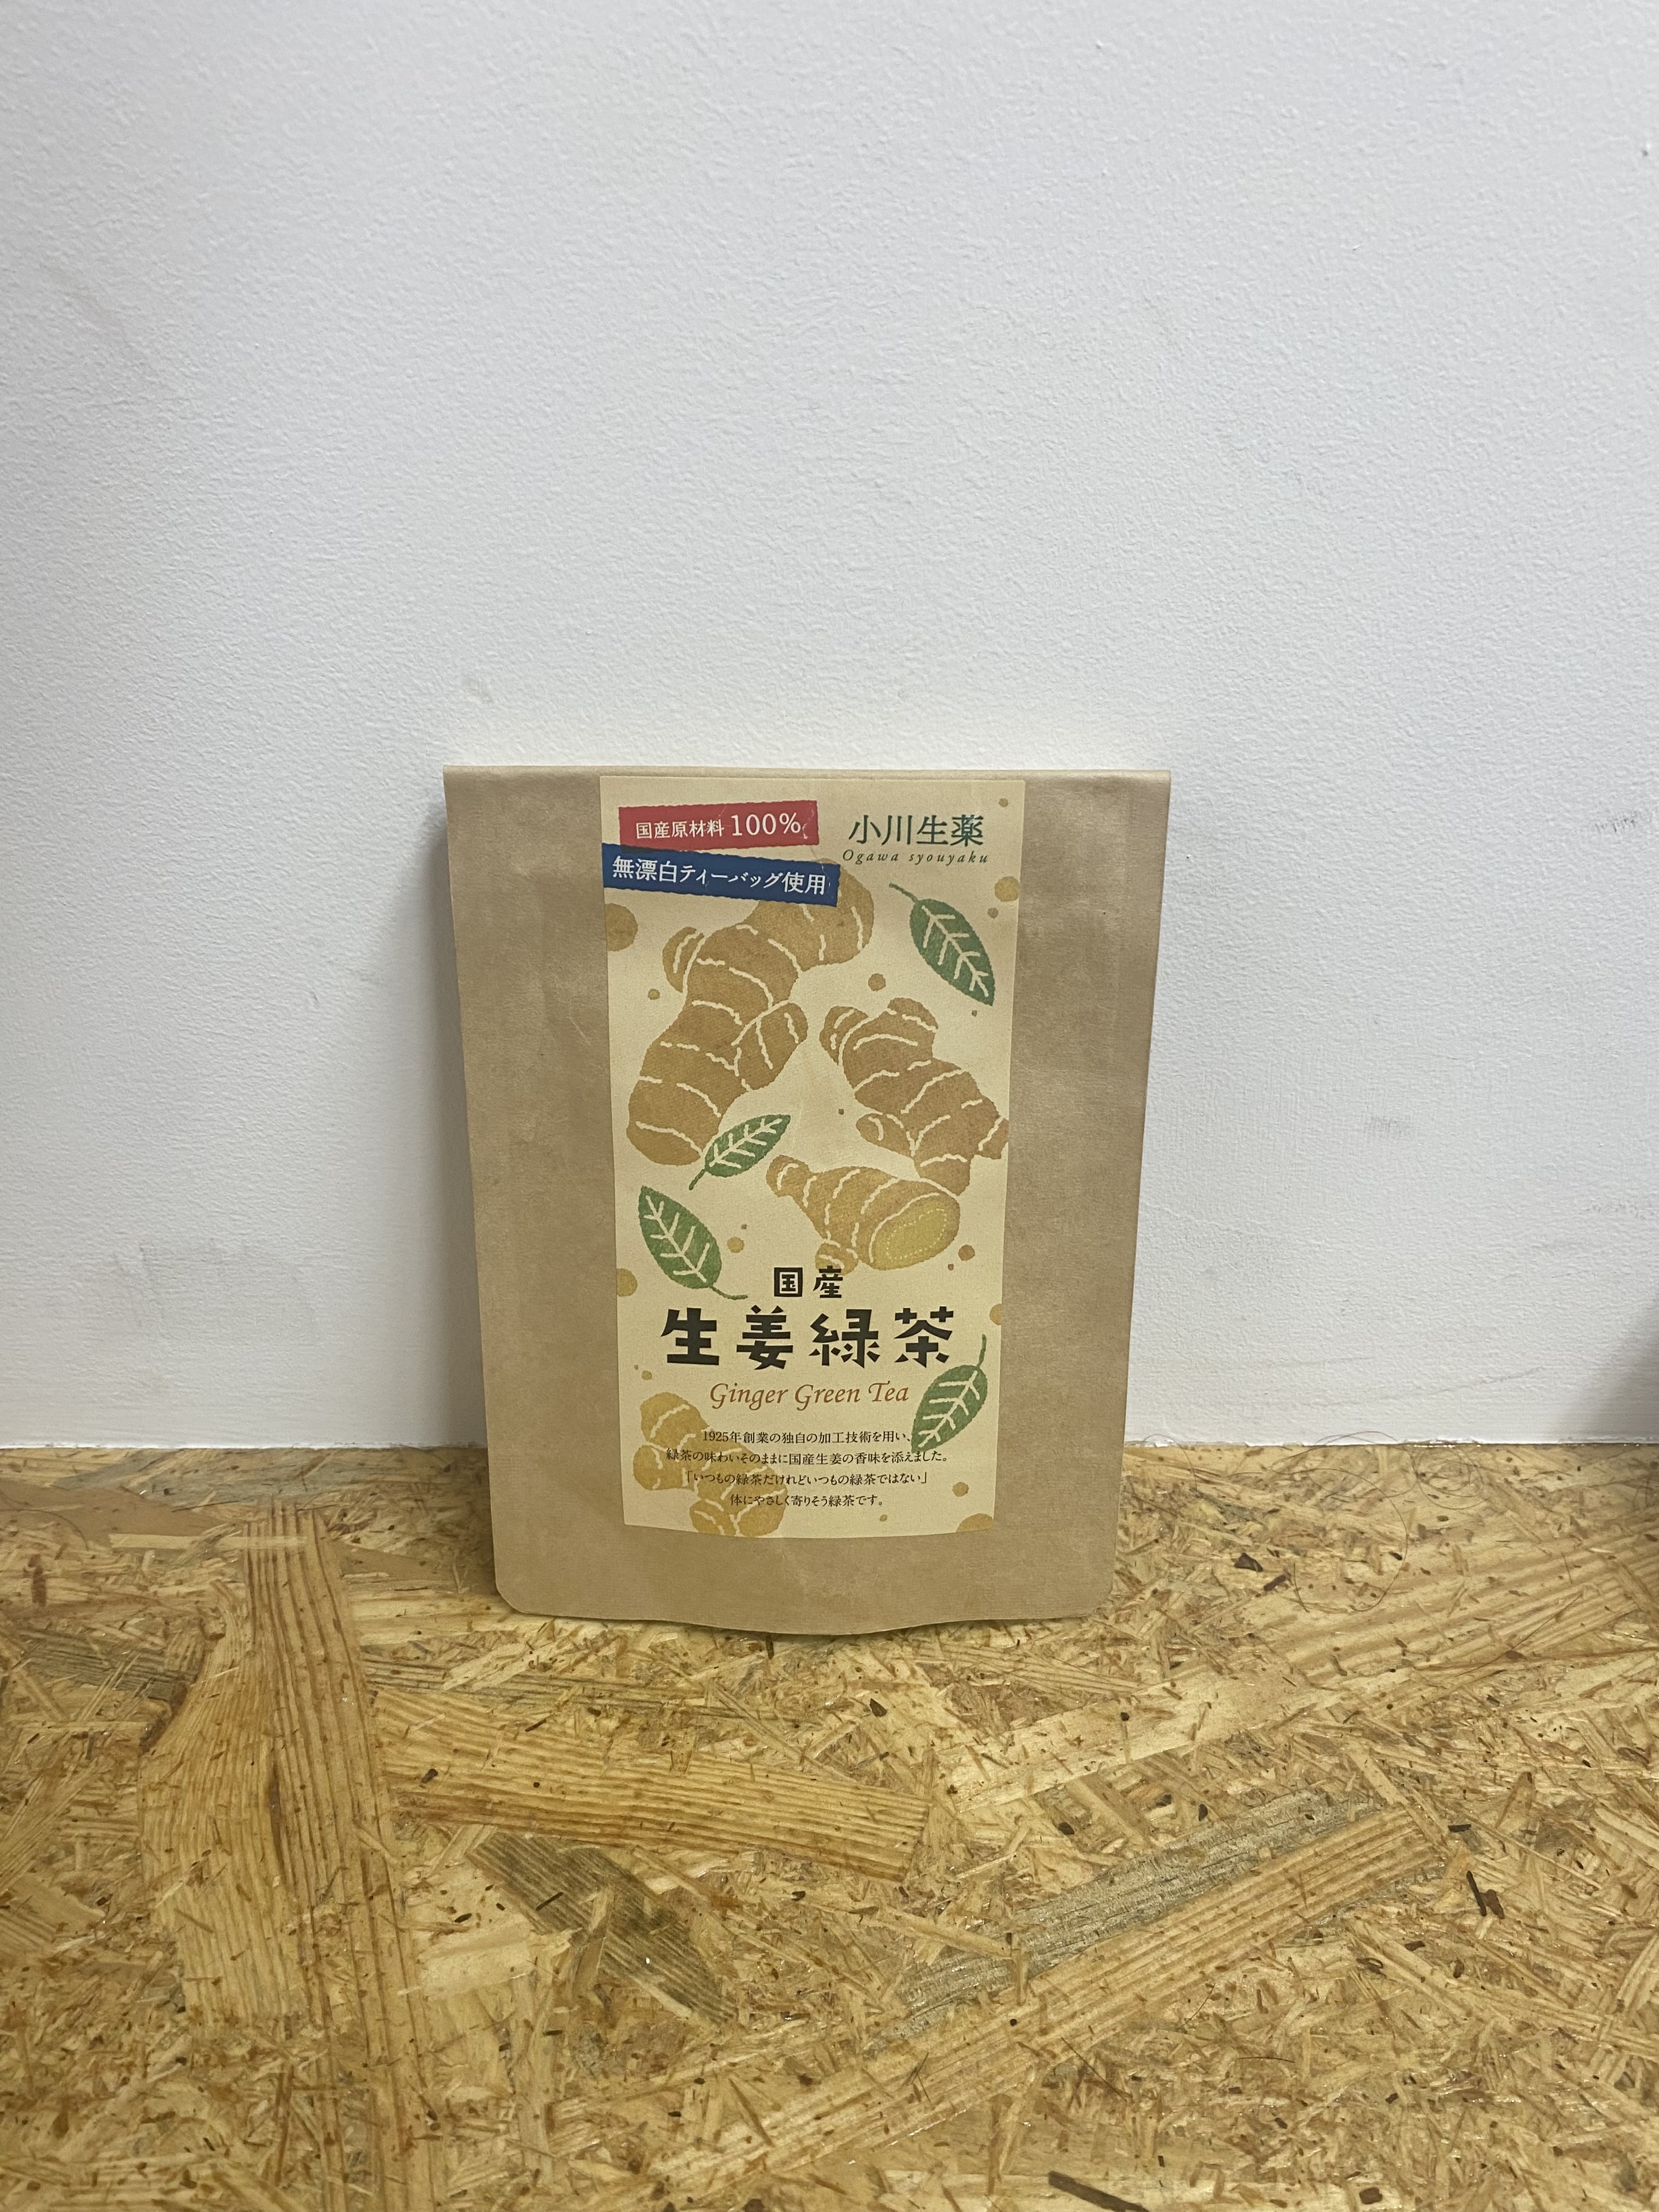 国産原材料100%
小川生薬
Ogawa syouyaku
無漂白ティーバッグ使用
国産
生姜緑茶
Ginger Green Tea
1925年創業の独自の加工技術を用い、
緑茶の味わいそのままに国産生姜の香味を添えました。
「いつもの緑茶だけれどいつもの緑茶ではない」
体にやさしく寄りそう緑茶です。